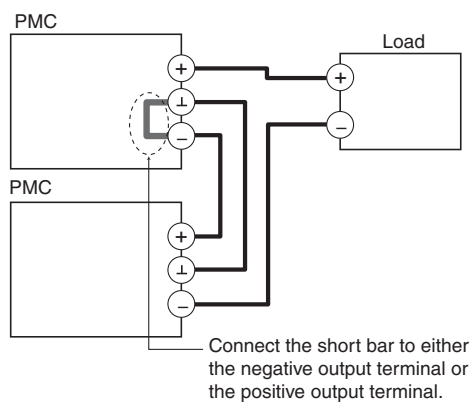 PMC
Load
+
⊥
−
+
−
PMC
+
⊥
−
Connect the short bar to either
the negative output terminal or
the positive output terminal.